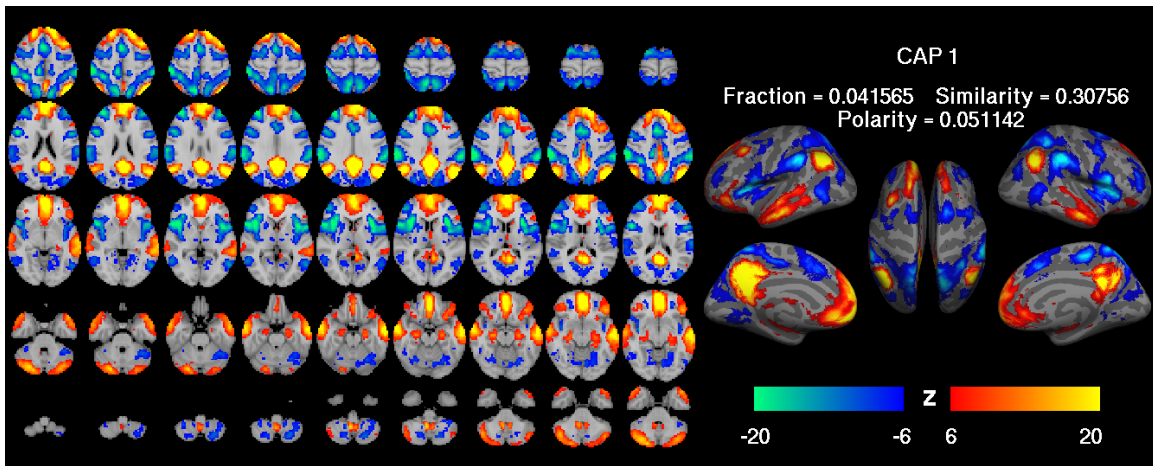 CAP 1
Fraction = 0.041565 Similarity = 0.30756
Polarity = 0.051142
z
-20 -6 6 20